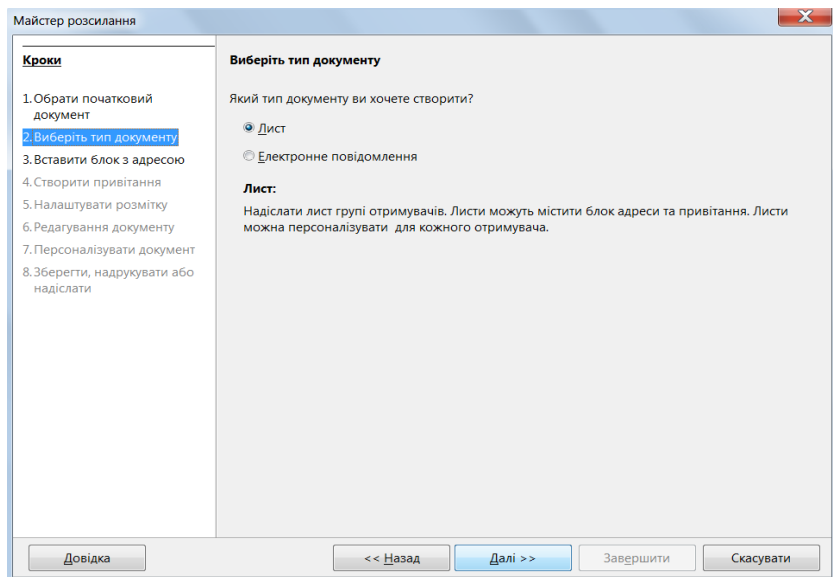 Майстер розсилання
Кроки
1. Обрати початковий
документ
2. Виберіть тип документу
3. Вставити блок з адресою
4. Створити привітання
5. Налаштувати розмітку
6. Редагування документу
7. Персоналізувати документ
8. Зберегти, надрукувати або
надіслати
Виберіть тип документу
Який тип документу ви хочете створити?
Лист
Електронне повідомлення
Лист:
Надіслати лист групі отримувачів. Листи можуть містити блок адреси та привітання. Листи
можна персоналізувати для кожного отримувача.
Довідка
<< Назад
Далі >>
Завершити
Скасувати